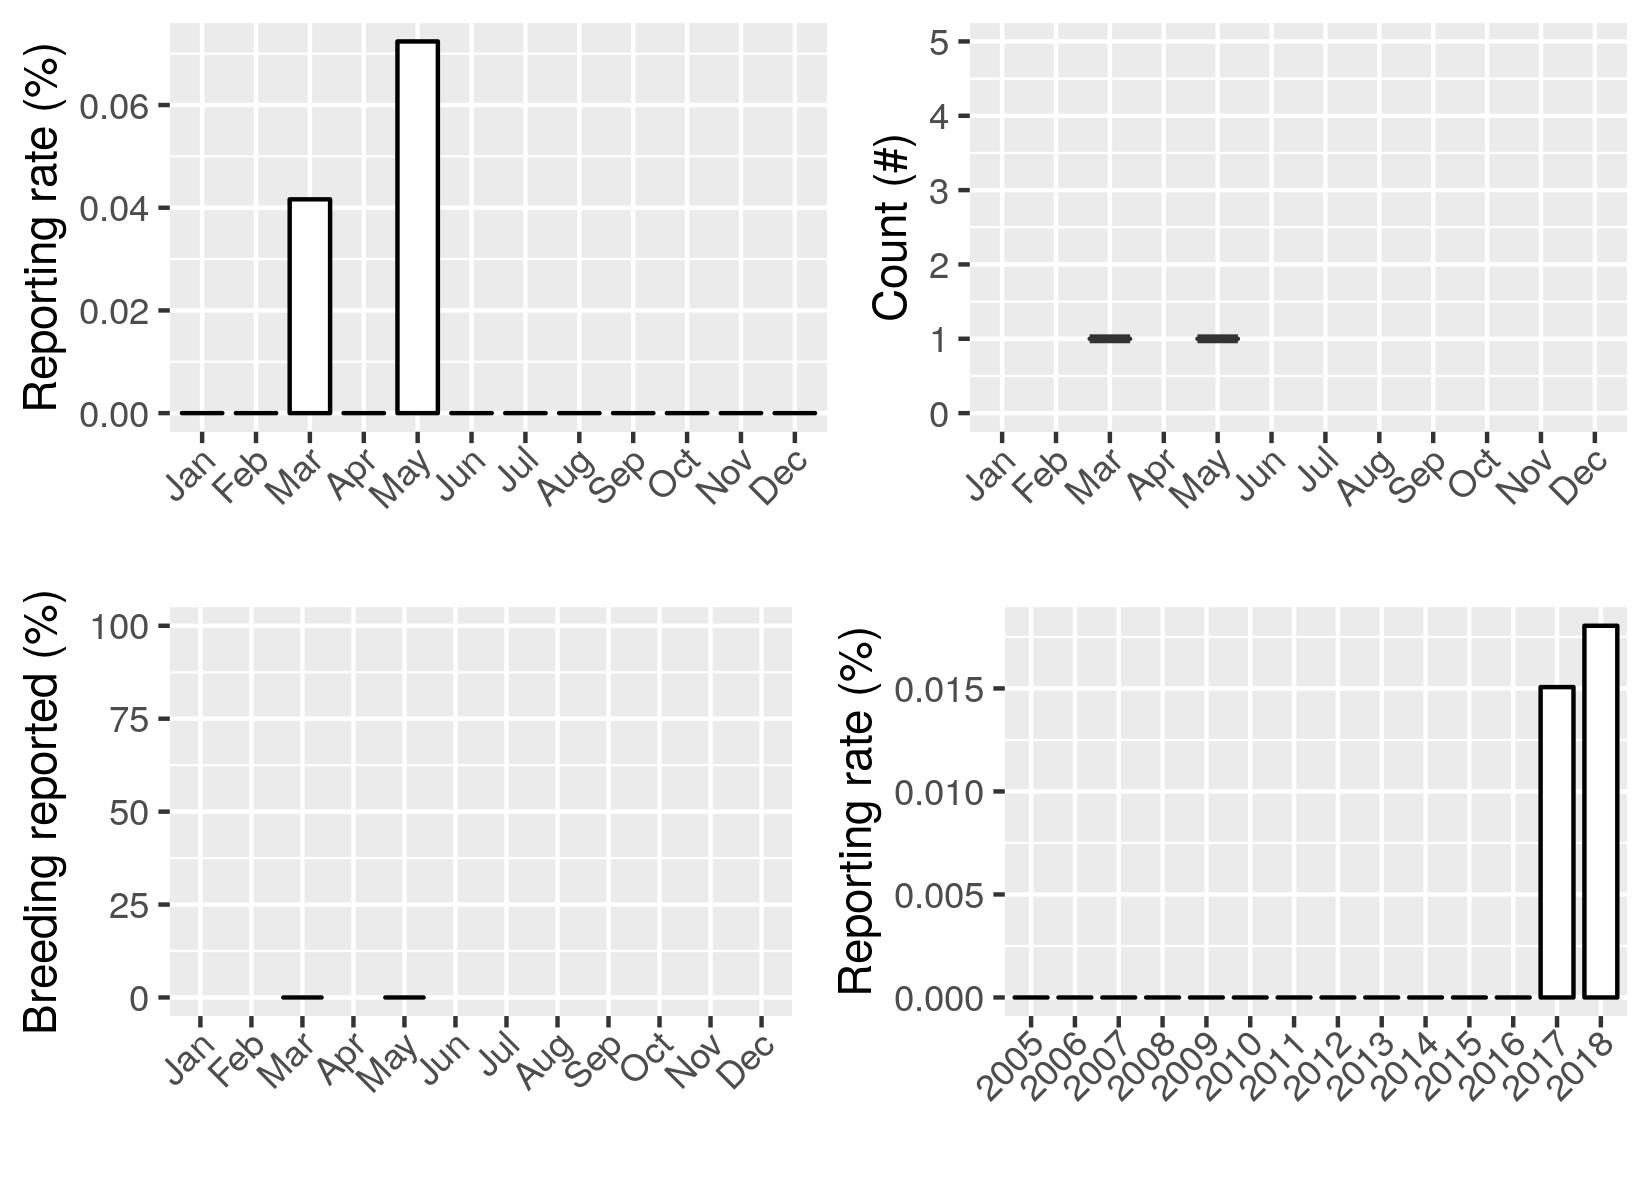 Reporting rate (%)
0.06
0.04
0.02
0.00
Jan Feb Mar Apr May Jun Jul Aug Sep Oct Nov Dec
Count (#)
5
4
3
2
1
0
Jan Feb Mar Apr May Jun Jul Aug Sep Oct Nov Dec
Breeding reported (%)
100
75
50
25
0
Jan Feb Mar Apr May Jun Jul Aug Sep Oct Nov Dec
Reporting rate (%)
0.015
0.010
0.005
0.000
2005 2006 2007 2008 2009 2010 2011 2012 2013 2014 2015 2016 2017 2018